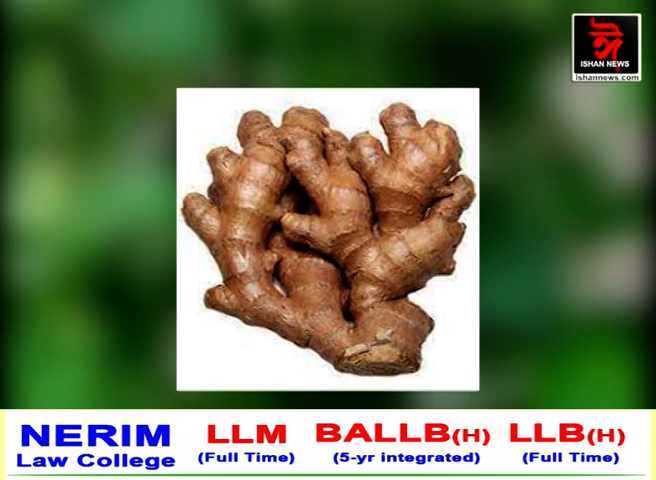 ঈ
ISHAN NEWS
ishannews.com
NERIM LLM BALLB(H) LLB(H)
Law College (Full Time) (5-yr integrated) (Full Time)